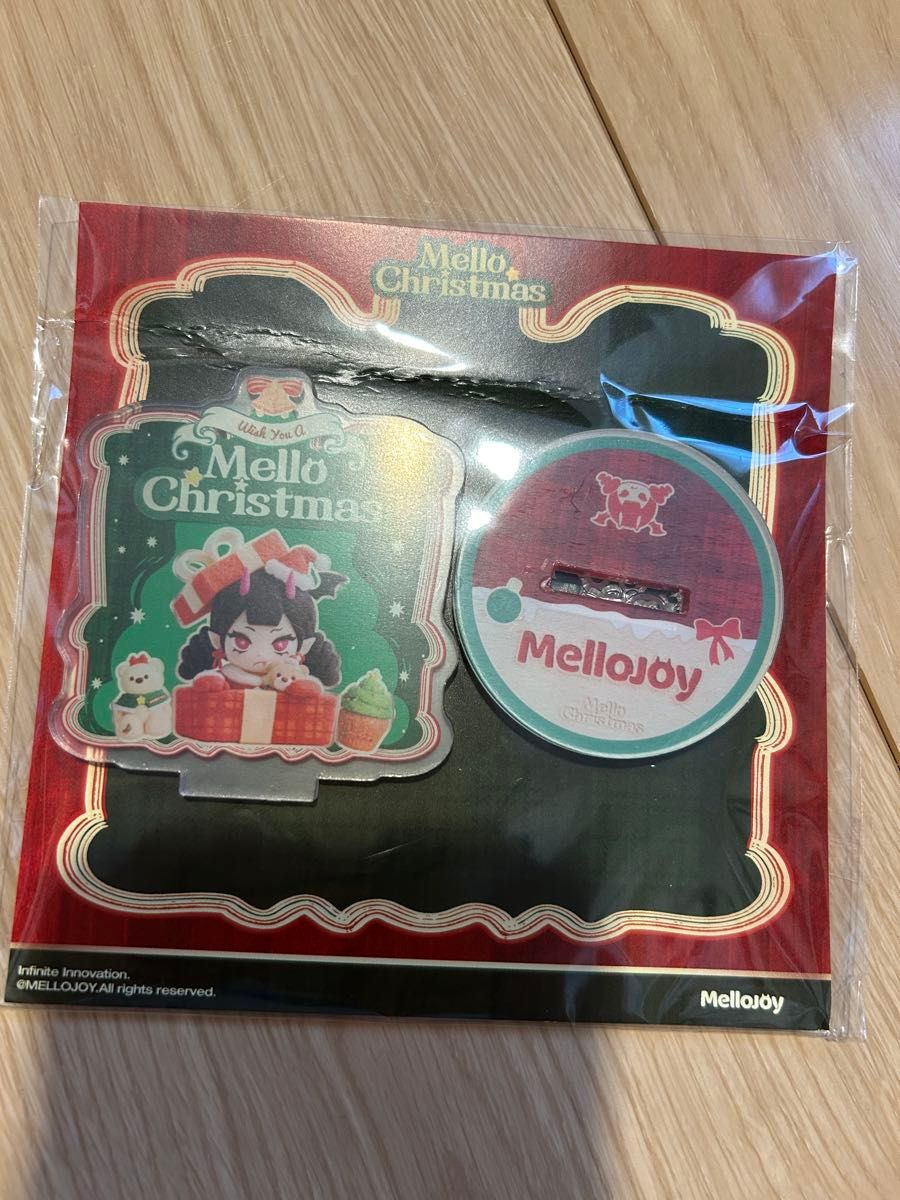 Mello
Christmas
Wish You A
Mello
Christmas
MelloJoy
Mello
Christmas
Infinite Innovation.
@MELLOJOY.All rights reserved.
MelloJoy